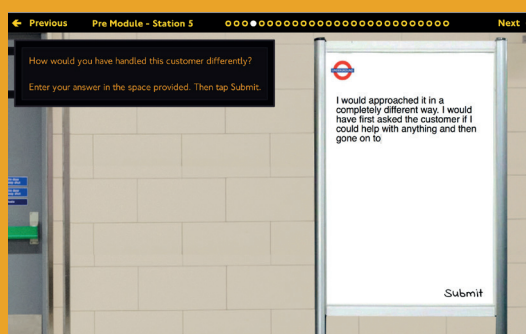 ← Previous
Pre Module - Station 5
Next
How would you have handled this customer differently?
Enter your answer in the space provided. Then tap Submit.
I would approached it in a
completely different way. I would
have first asked the customer if I
could help with anything and then
gone on to
Submit